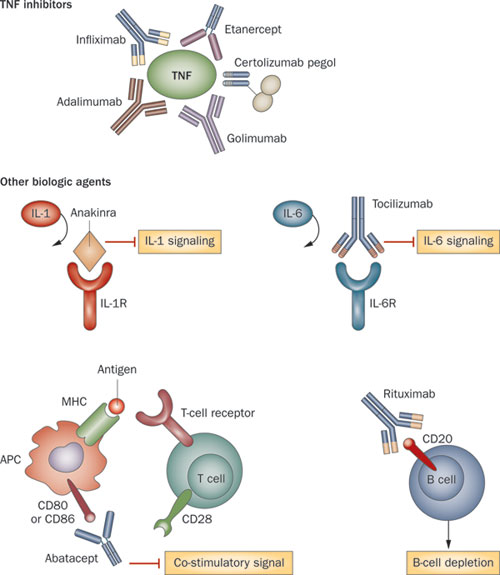 TNF inhibitors
Infliximab
Etanercept
Certolizumab pegol
TNF
Adalimumab
Golimumab
Other biologic agents
IL-1
Anakinra
IL-1 signaling
IL-1R
IL-6
Tocilizumab
IL-6 signaling
IL-6R
Antigen
MHC
T-cell receptor
APC
T cell
CD80
or CD86
CD28
Abatacept
Co-stimulatory signal
Rituximab
CD20
B cell
B-cell depletion